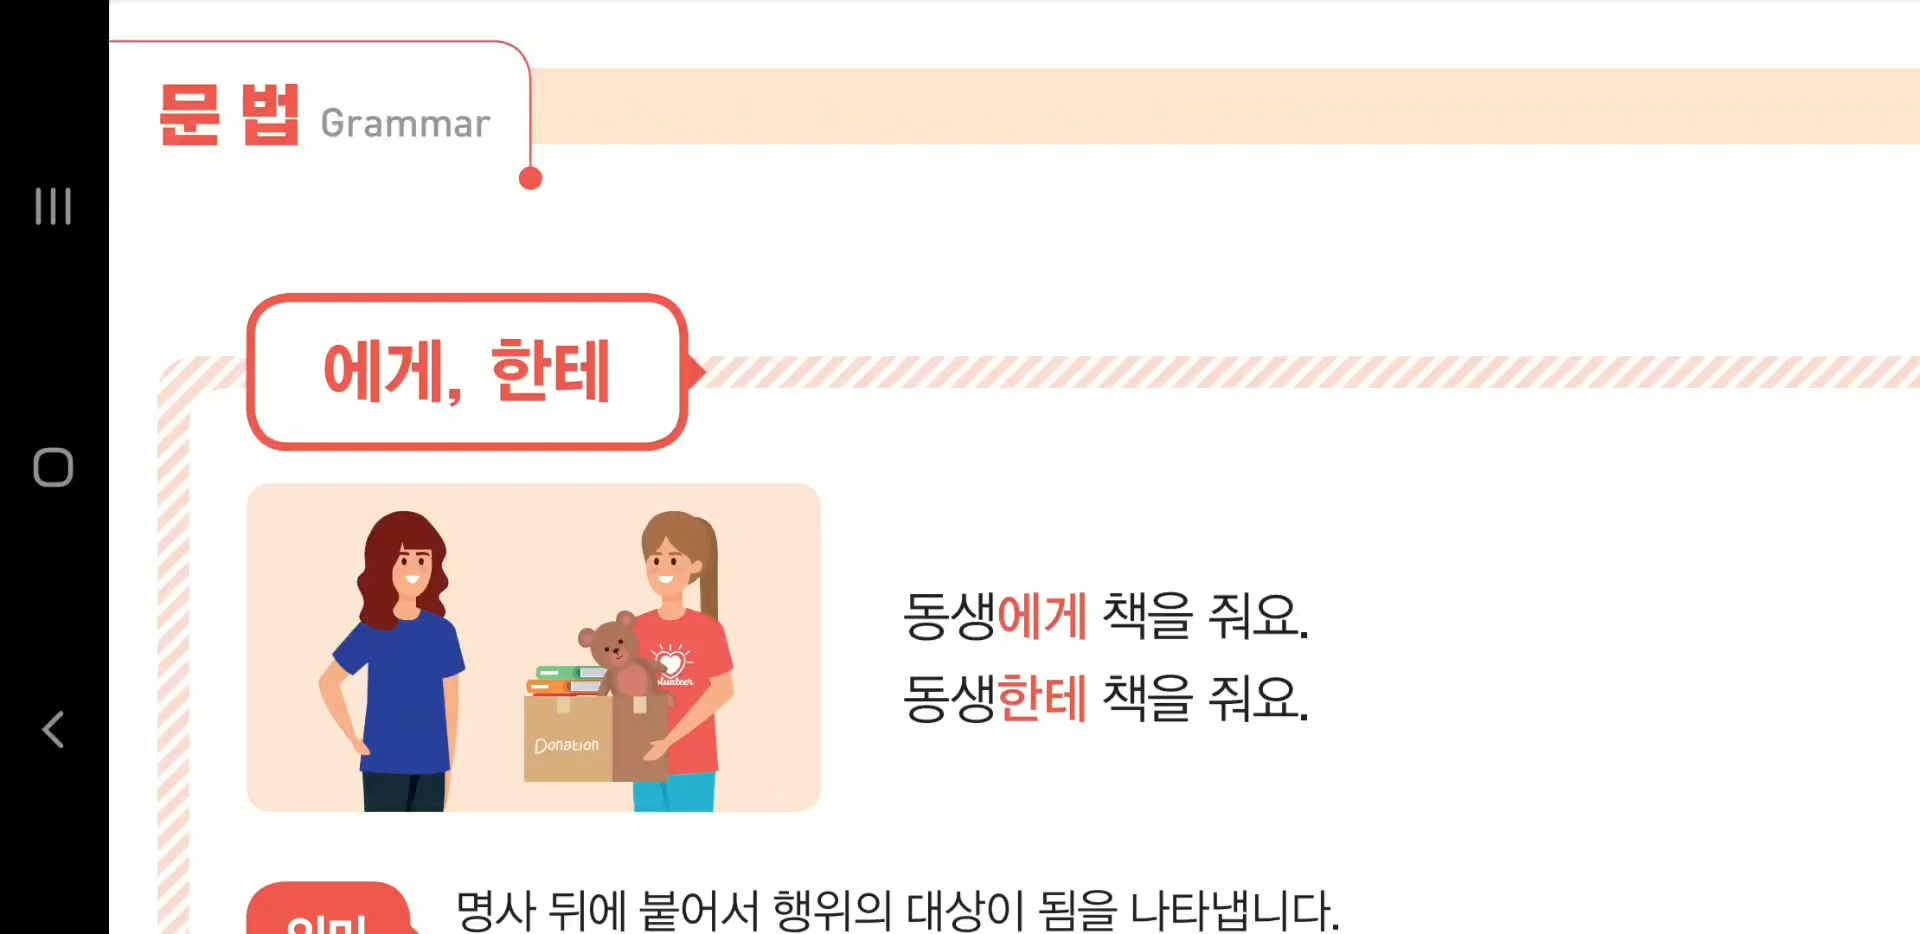 문 법 Grammar
에게, 한테
동생에게 책을 줘요.
동생한테 책을 줘요.
Donation
명사 뒤에 붙어서 행위의 대상이 됨을 나타냅니다.